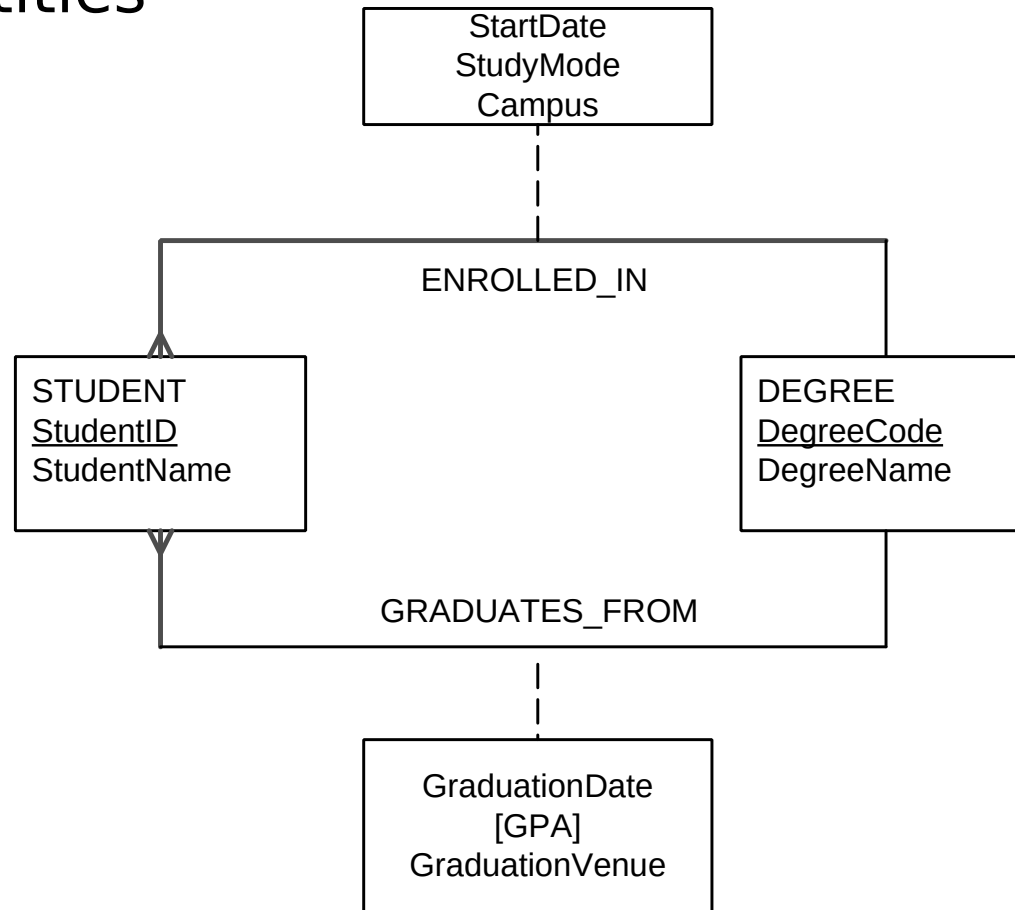 StartDate
StudyMode
Campus
ENROLLED_IN
STUDENT
StudentID
StudentName
DEGREE
DegreeCode
DegreeName
GRADUATES_FROM
GraduationDate
[GPA]
GraduationVenue